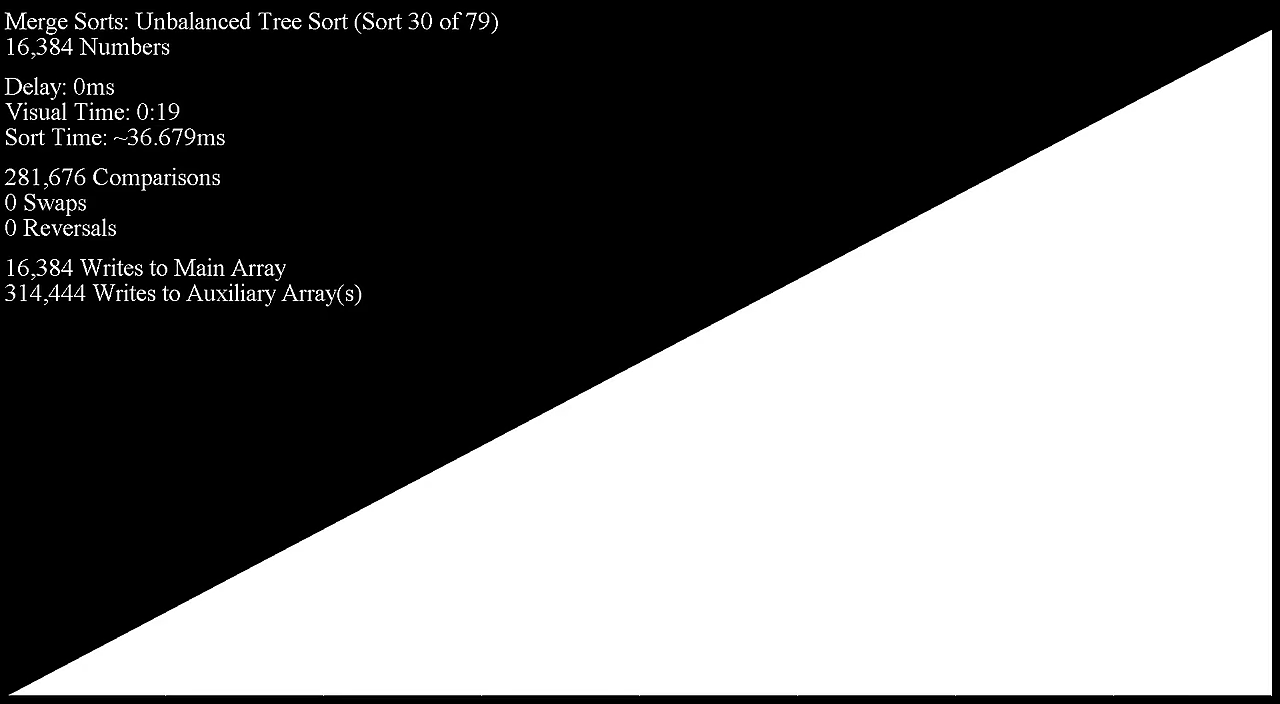 Merge Sorts: Unbalanced Tree Sort (Sort 30 of 79)
16,384 Numbers
Delay: 0ms
Visual Time: 0:19
Sort Time: ~36.679ms
281,676 Comparisons
0 Swaps
0 Reversals
16,384 Writes to Main Array
314,444 Writes to Auxiliary Array(s)